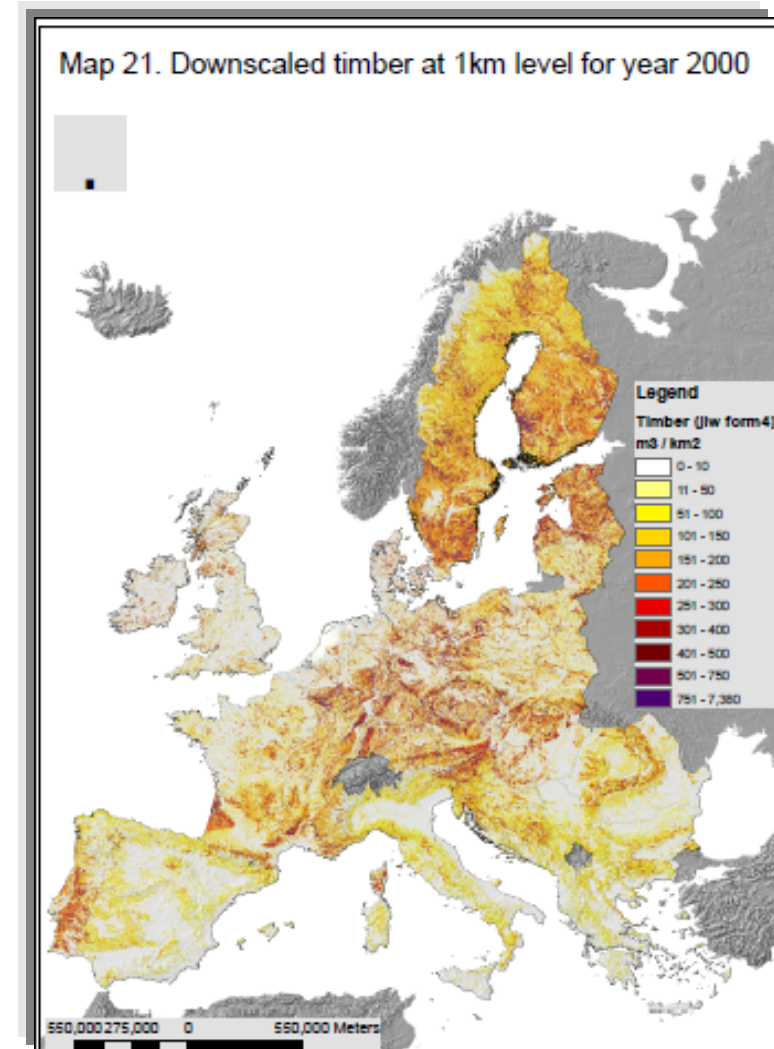 Map 21. Downscaled timber at 1km level for year 2000
Legend
Timber (jlw form4)
m3 / km2
0 - 10
11 - 50
51 - 100
101 - 150
151 - 200
201 - 250
251 - 300
301 - 400
401 - 500
501 - 750
751 - 7,380
550,000 275,000 0 550,000 Meters